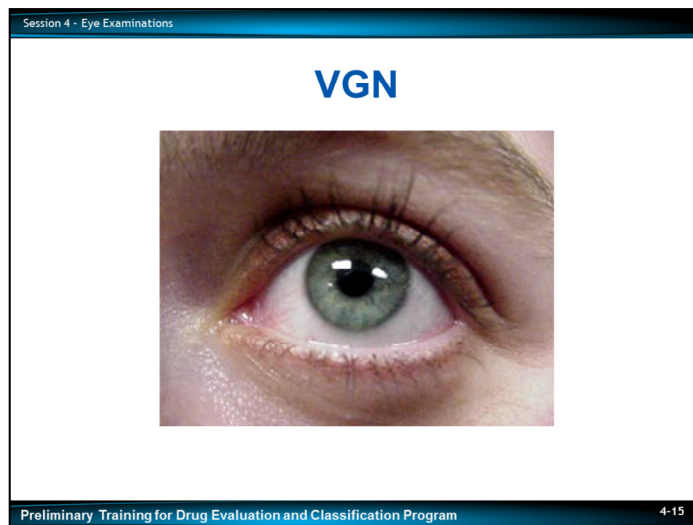 Session 4 - Eye Examinations
VGN
Preliminary Training for Drug Evaluation and Classification Program
4-15